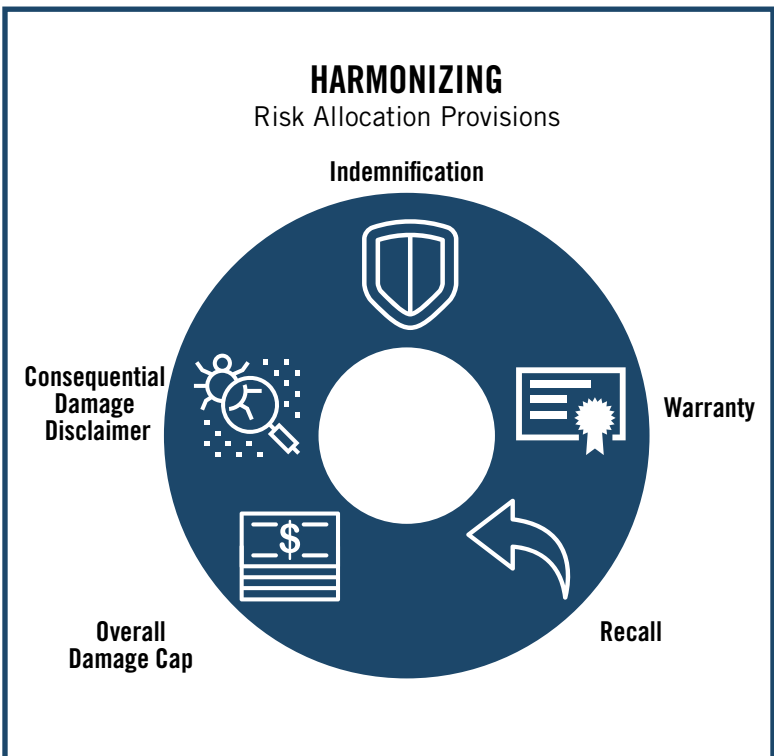 HARMONIZING
Risk Allocation Provisions
Indemnification
Consequential
Damage
Disclaimer
Warranty
$
Overall
Damage Cap
Recall